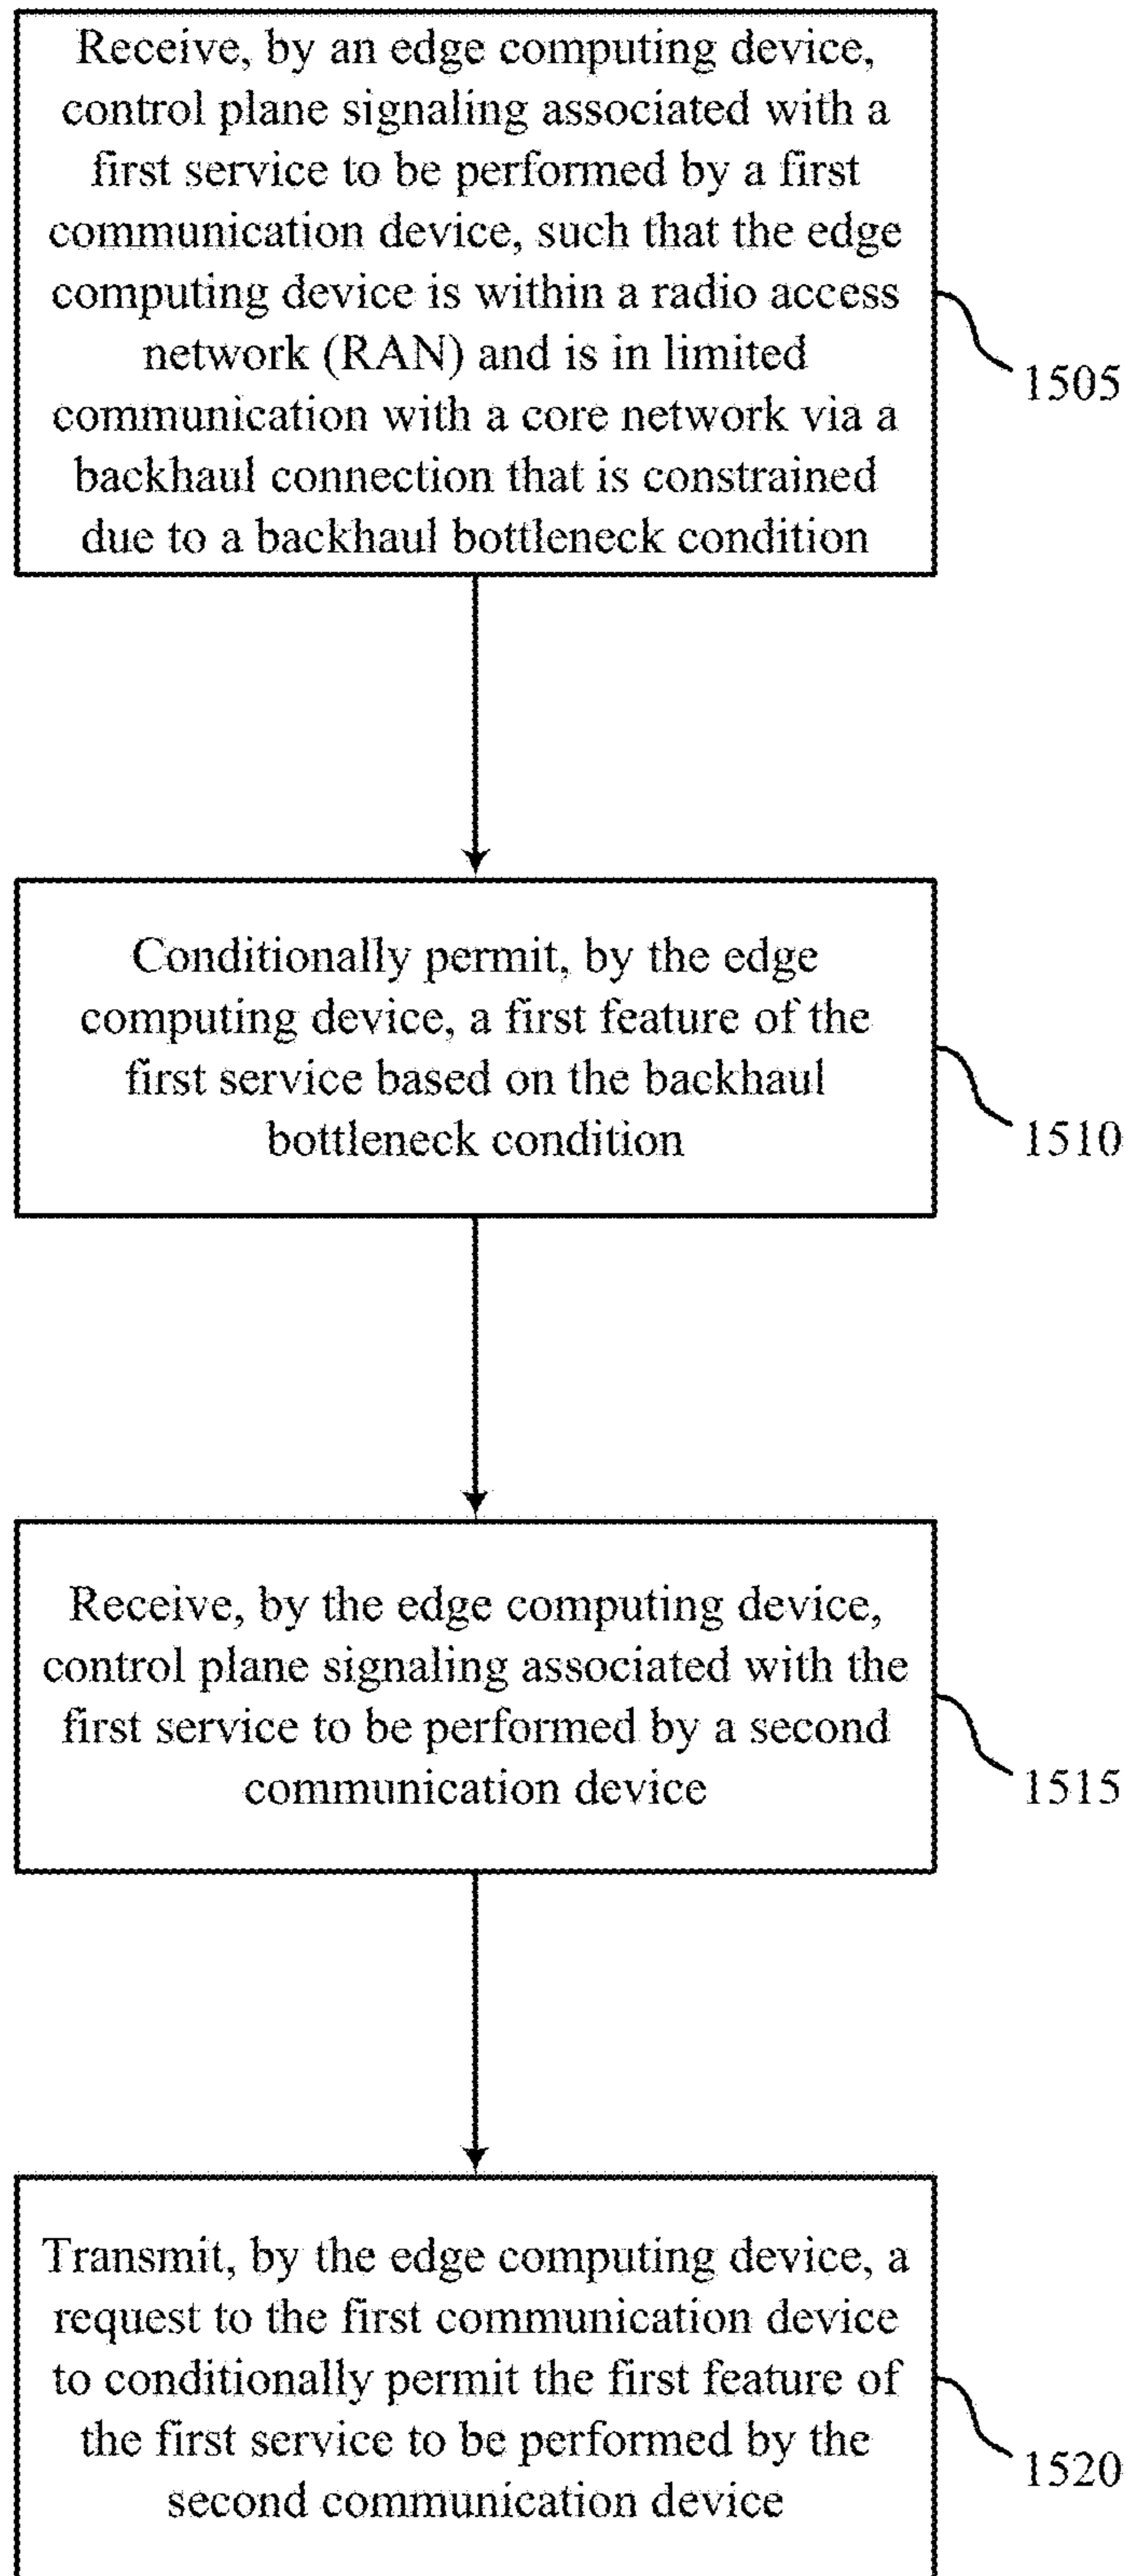 Receive, by an edge computing device,
control plane signaling associated with a
first service to be performed by a first
communication device, such that the edge
computing device is within a radio access
network (RAN) and is in limited
communication with a core network via a
backhaul connection that is constrained
due to a backhaul bottleneck condition
1505
Conditionally permit, by the edge
computing device, a first feature of the
first service based on the backhaul
bottleneck condition
1510
Receive, by the edge computing device,
control plane signaling associated with the
first service to be performed by a second
communication device
1515
Transmit, by the edge computing device, a
request to the first communication device
to conditionally permit the first feature of
the first service to be performed by the
second communication device
1520